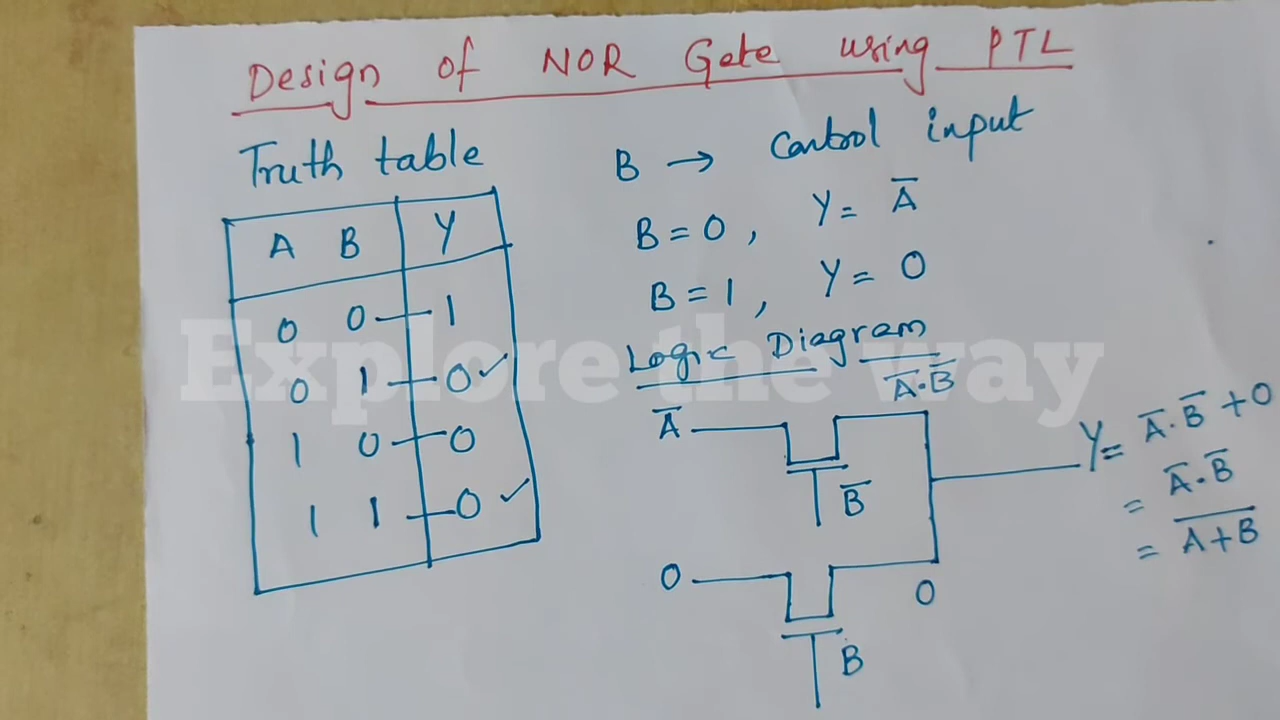 Design of NOR Gate using PTL
Truth table
A B Y
0 0 1
0 1 0 ✓
1 0 0
1 1 0 ✓
B → Control input
B = 0, Y = A̅
B = 1, Y = 0
Logic Diagram
A̅·B̅
A̅
B̅
0
0
B
Y = A̅·B̅ + 0
= A̅·B̅
= A̅+̅B̅
Explore the way